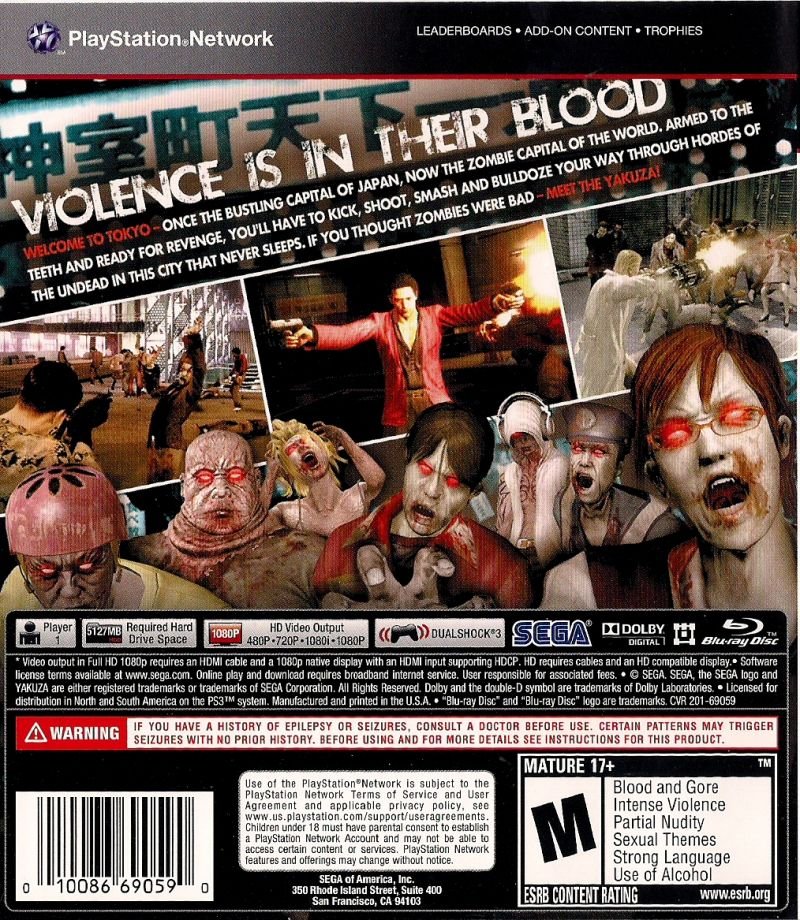 PlayStation®Network
LEADERBOARDS • ADD-ON CONTENT • TROPHIES
神室町天下一
VIOLENCE IS IN THEIR BLOOD
WELCOME TO TOKYO – ONCE THE BUSTLING CAPITAL OF JAPAN, NOW THE ZOMBIE CAPITAL OF THE WORLD. ARMED TO THE
TEETH AND READY FOR REVENGE, YOU'LL HAVE TO KICK, SHOOT, SMASH AND BULLDOZE YOUR WAY THROUGH HORDES OF
THE UNDEAD IN THIS CITY THAT NEVER SLEEPS. IF YOU THOUGHT ZOMBIES WERE BAD – MEET THE YAKUZA!
Player
1
5127MB
HDD
Required Hard
Drive Space
1080P
HD Video Output
480P•720P•1080i•1080P
DUALSHOCK®3
SEGA®
DOLBY
DIGITAL
Blu-ray Disc™
* Video output in Full HD 1080p requires an HDMI cable and a 1080p native display with an HDMI input supporting HDCP. HD requires cables and an HD compatible display.• Software
license terms available at www.sega.com. Online play and download requires broadband internet service. User responsible for associated fees. • © SEGA. SEGA, the SEGA logo and
YAKUZA are either registered trademarks or trademarks of SEGA Corporation. All Rights Reserved. Dolby and the double-D symbol are trademarks of Dolby Laboratories. • Licensed for
distribution in North and South America on the PS3™ system. Manufactured and printed in the U.S.A. • "Blu-ray Disc" and "Blu-ray Disc" logo are trademarks. CVR 201-69059
WARNING
IF YOU HAVE A HISTORY OF EPILEPSY OR SEIZURES, CONSULT A DOCTOR BEFORE USE. CERTAIN PATTERNS MAY TRIGGER
SEIZURES WITH NO PRIOR HISTORY. BEFORE USING AND FOR MORE DETAILS SEE INSTRUCTIONS FOR THIS PRODUCT.
0 10086 69059 0
Use of the PlayStation®Network is subject to the
PlayStation Network Terms of Service and User
Agreement and applicable privacy policy, see
www.us.playstation.com/support/useragreements.
Children under 18 must have parental consent to establish
a PlayStation Network Account and may not be able to
access certain content or services. PlayStation Network
features and offerings may change without notice.
SEGA of America, Inc.
350 Rhode Island Street, Suite 400
San Francisco, CA 94103
MATURE 17+
TM
M
Blood and Gore
Intense Violence
Partial Nudity
Sexual Themes
Strong Language
Use of Alcohol
ESRB CONTENT RATING
www.esrb.org